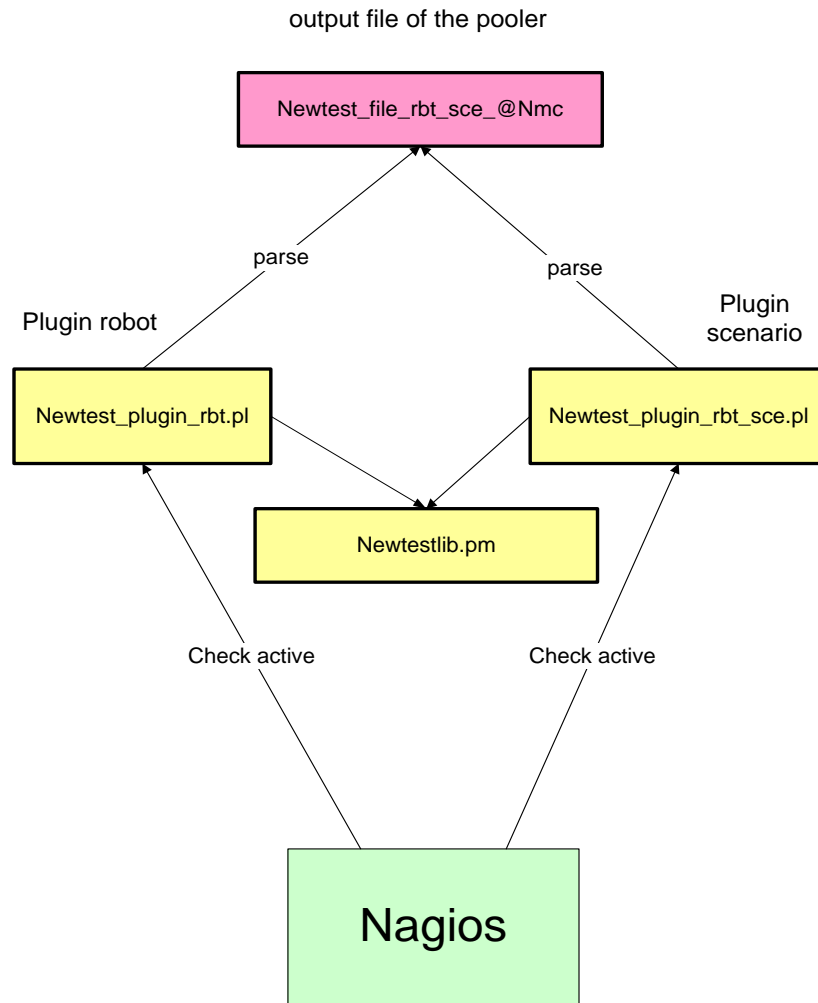 output file of the pooler
Newtest_file_rbt_sce_@Nmc
parse
parse
Plugin robot
Plugin
scenario
Newtest_plugin_rbt.pl
Newtest_plugin_rbt_sce.pl
Newtestlib.pm
Check active
Check active
Nagios